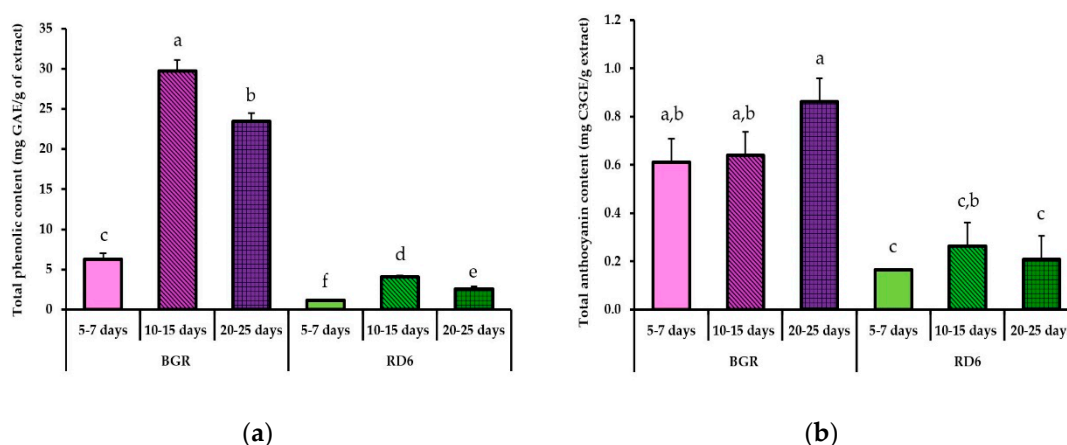 Total phenolic content (mg GAE/g of extract)
35
30
25
20
15
10
5
0
c
a
b
f
d
e
5-7 days 10-15 days 20-25 days 5-7 days 10-15 days 20-25 days
BGR RD6
(a)
Total anthocyanin content (mg C3GE/g extract)
1.2
1.0
0.8
0.6
0.4
0.2
0.0
a,b
a,b
a
c
c,b
c
5-7 days 10-15 days 20-25 days 5-7 days 10-15 days 20-25 days
BGR RD6
(b)